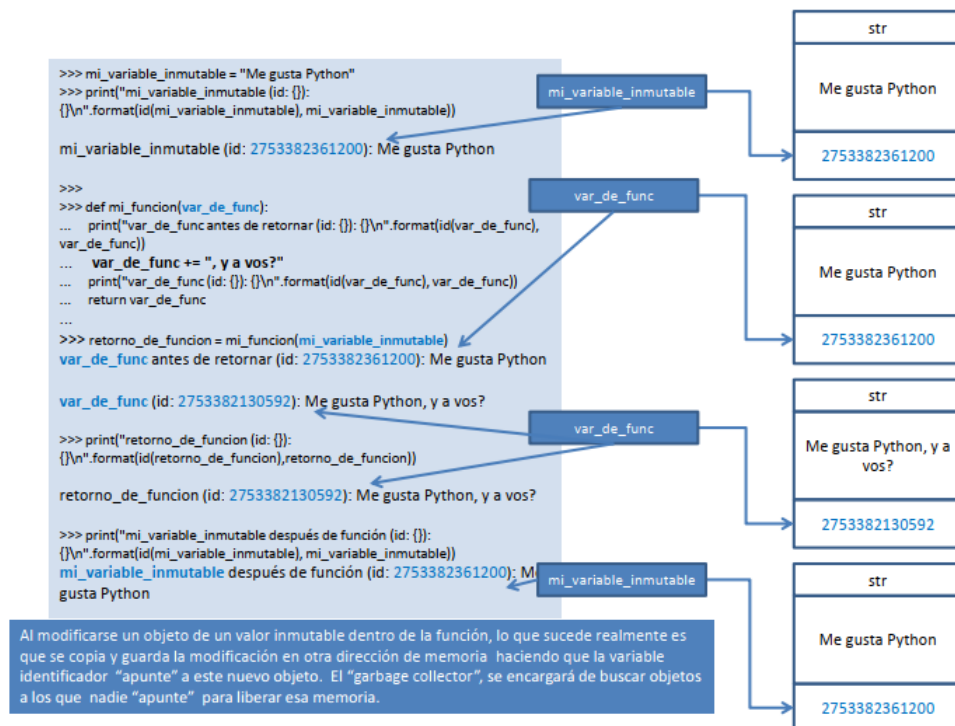 >>> mi_variable_inmutable = "Me gusta Python"
>>> print("mi_variable_inmutable (id: {}):
{}\n".format(id(mi_variable_inmutable), mi_variable_inmutable))
mi_variable_inmutable (id: 2753382361200): Me gusta Python
>>>
>>> def mi_funcion(var_de_func):
... print("var_de_func antes de retornar (id: {}): {}\n".format(id(var_de_func),
var_de_func))
... var_de_func += ", y a vos?"
... print("var_de_func (id: {}): {}\n".format(id(var_de_func), var_de_func))
... return var_de_func
...
>>> retorno_de_funcion = mi_funcion(mi_variable_inmutable)
var_de_func antes de retornar (id: 2753382361200): Me gusta Python
var_de_func (id: 2753382130592): Me gusta Python, y a vos?
>>> print("retorno_de_funcion (id: {}):
{}\n".format(id(retorno_de_funcion),retorno_de_funcion))
retorno_de_funcion (id: 2753382130592): Me gusta Python, y a vos?
>>> print("mi_variable_inmutable después de función (id: {}):
{}\n".format(id(mi_variable_inmutable), mi_variable_inmutable))
mi_variable_inmutable después de función (id: 2753382361200): Me
gusta Python
mi_variable_inmutable
var_de_func
var_de_func
mi_variable_inmutable
str
Me gusta Python
2753382361200
str
Me gusta Python
2753382361200
str
Me gusta Python, y a
vos?
2753382130592
str
Me gusta Python
2753382361200
Al modificarse un objeto de un valor inmutable dentro de la función, lo que sucede realmente es
que se copia y guarda la modificación en otra dirección de memoria haciendo que la variable
identificador "apunte" a este nuevo objeto. El "garbage collector", se encargará de buscar objetos
a los que nadie "apunte" para liberar esa memoria.